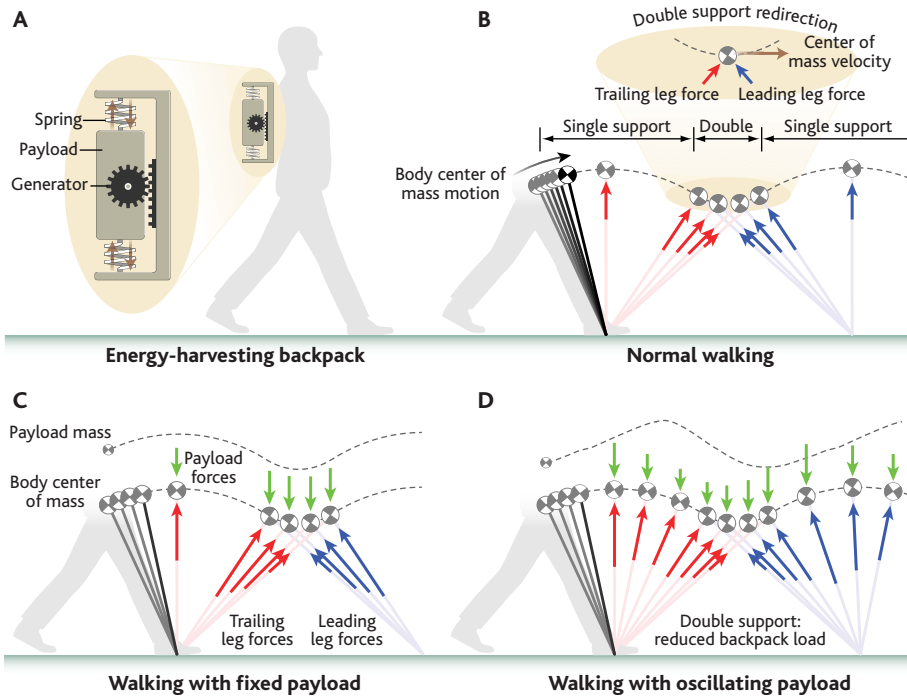 A
Spring
Payload
Generator
Energy-harvesting backpack
B
Double support redirection
Center of
mass velocity
Trailing leg force
Leading leg force
Single support
Double
Single support
Body center of
mass motion
Normal walking
C
Payload mass
Payload
forces
Body center
of mass
Trailing
leg forces
Leading
leg forces
Walking with fixed payload
D
Double support:
reduced backpack load
Walking with oscillating payload